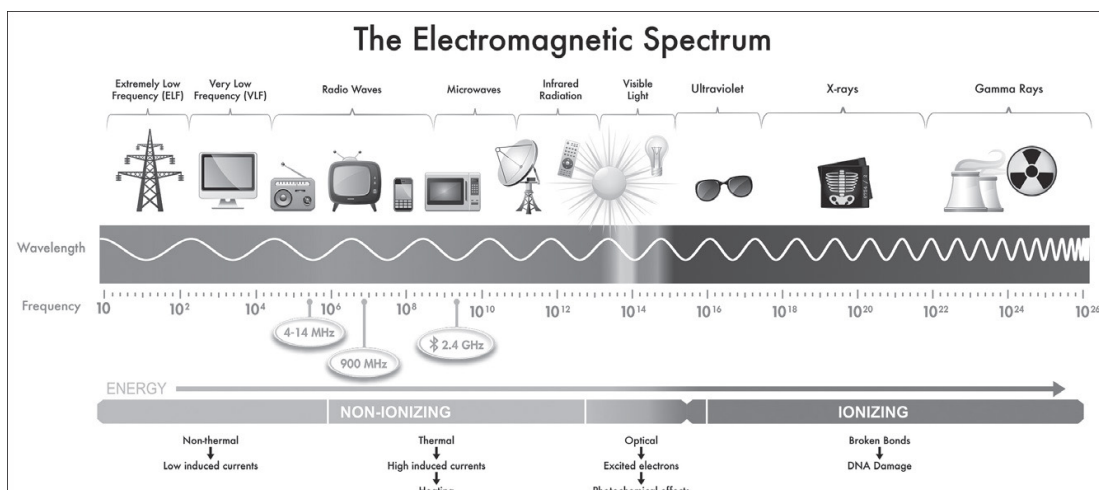 The Electromagnetic Spectrum
Extremely Low
Frequency (ELF)
Very Low
Frequency (VLF)
Radio Waves
Microwaves
Infrared
Radiation
Visible
Light
Ultraviolet
X-rays
Gamma Rays
Wavelength
Frequency
10 10² 10⁴ 10⁶ 10⁸ 10¹⁰ 10¹² 10¹⁴ 10¹⁶ 10¹⁸ 10²⁰ 10²² 10²⁴ 10²⁶
4-14 MHz
900 MHz
2.4 GHz
ENERGY
NON-IONIZING
IONIZING
Non-thermal
Low induced currents
Thermal
High induced currents
Heating
Optical
Excited electrons
Photochemical effects
Broken Bonds
DNA Damage